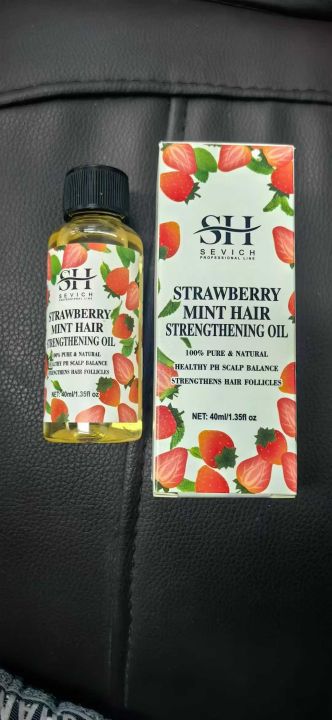 SH
SEVICH
PROFESSIONAL LINE
STRAWBERRY
MINT HAIR
STRENGTHENING OIL
100% PURE & NATURAL
HEALTHY PH SCALP BALANCE
STRENGTHENS HAIR FOLLICLES
NET: 40ml/1.35fl oz
SH
SEVICH
PROFESSIONAL LINE
STRAWBERRY
MINT HAIR
STRENGTHENING OIL
100% PURE & NATURAL
HEALTHY PH SCALP BALANCE
STRENGTHENS HAIR FOLLICLES
NET: 40ml/1.35fl oz